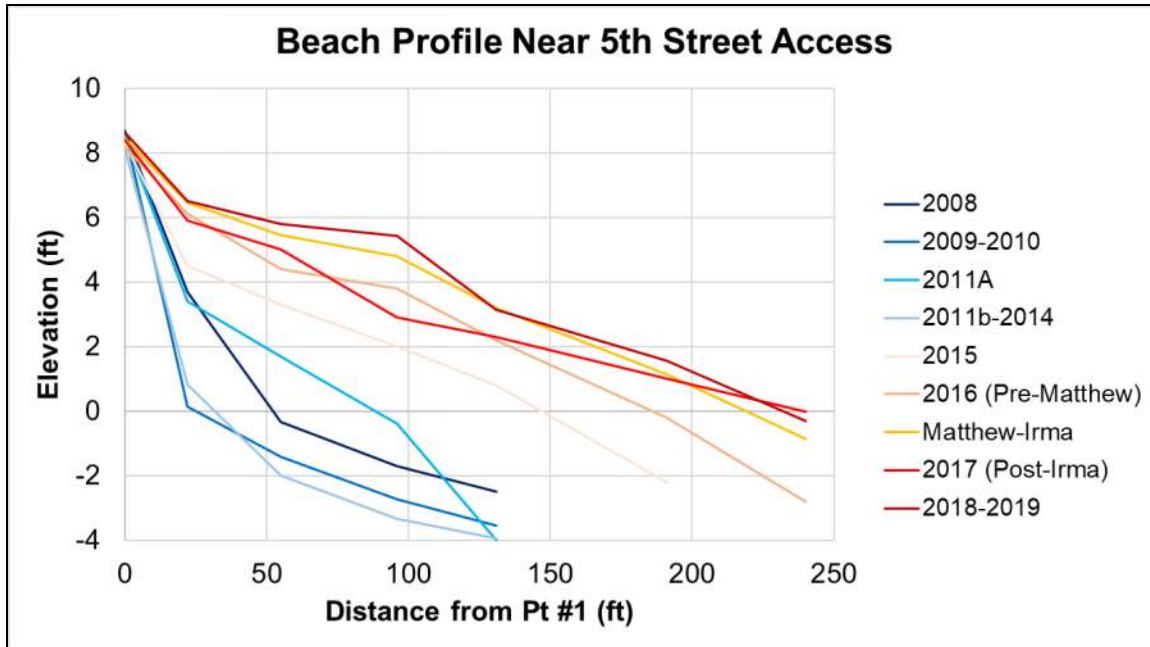 Beach Profile Near 5th Street Access
Elevation (ft)
10
8
6
4
2
0
-2
-4
0 50 100 150 200 250
Distance from Pt #1 (ft)
2008
2009-2010
2011A
2011b-2014
2015
2016 (Pre-Matthew)
Matthew-Irma
2017 (Post-Irma)
2018-2019